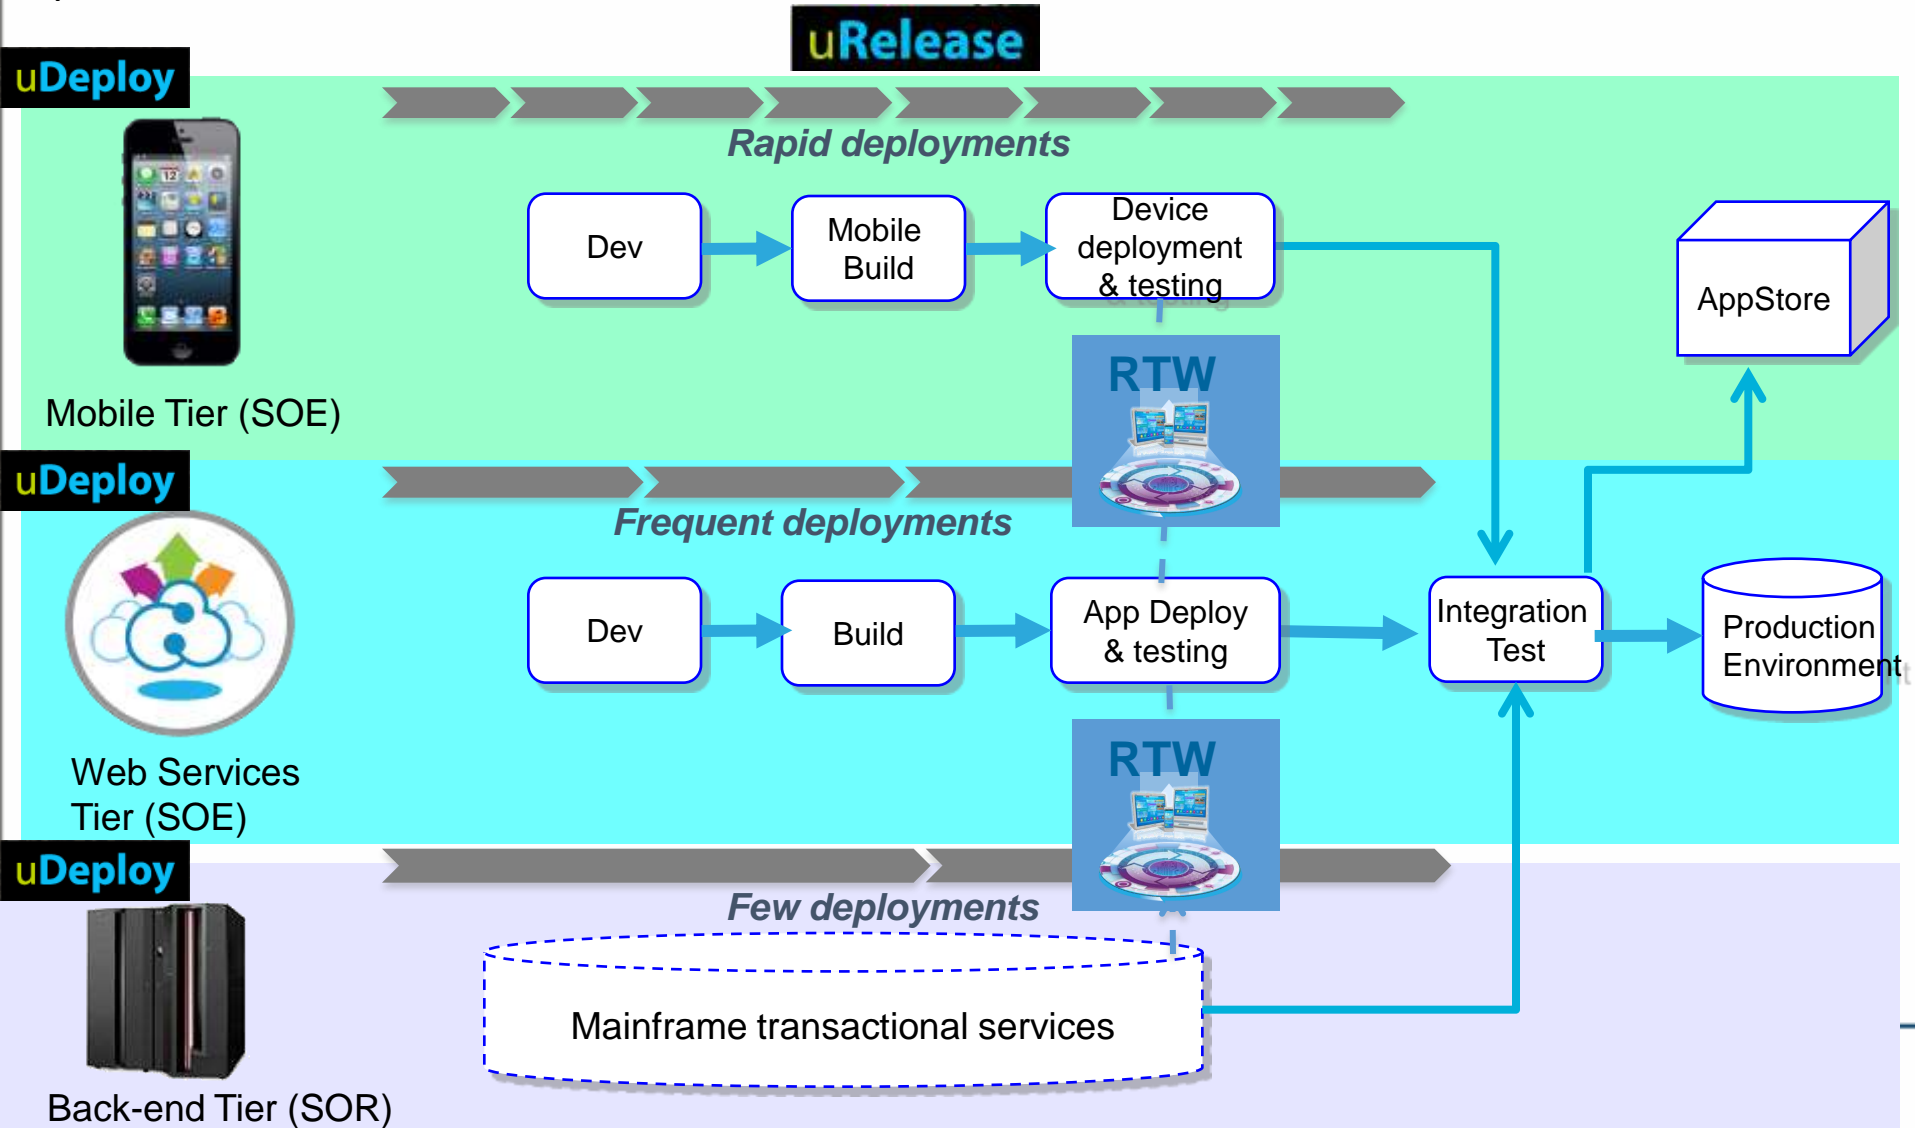 uRelease
uDeploy
Rapid deployments
Dev
Mobile
Build
Device
deployment
& testing
AppStore
RTW
Mobile Tier (SOE)
uDeploy
Frequent deployments
Dev
Build
App Deploy
& testing
Integration
Test
Production
Environment
RTW
Web Services
Tier (SOE)
uDeploy
Few deployments
Mainframe transactional services
Back-end Tier (SOR)